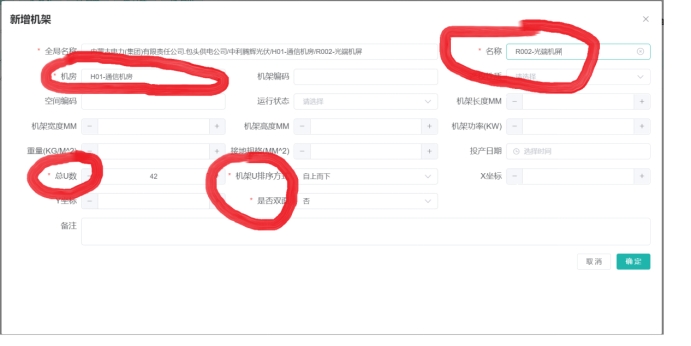 新增机架
* 全局名称 内蒙古电力(集团)有限责任公司.包头供电公司/中利腾辉光伏/H01-通信机房/R002-光端机屏 * 名称 R002-光端机屏
* 机房 H01-通信机房 机架编码 请选择
空间编码 运行状态 请选择 机架长度MM - +
机架宽度MM - + 机架高度MM - + 机架功率(KW) - +
重量(KG/M^2) - + 接地规格(MM^2) - + 投产日期 选择时间
* 总U数 - 42 + * 机架U排序方式 自上而下 X坐标 - +
Y坐标 - + * 是否双面 否
备注
取消 确定